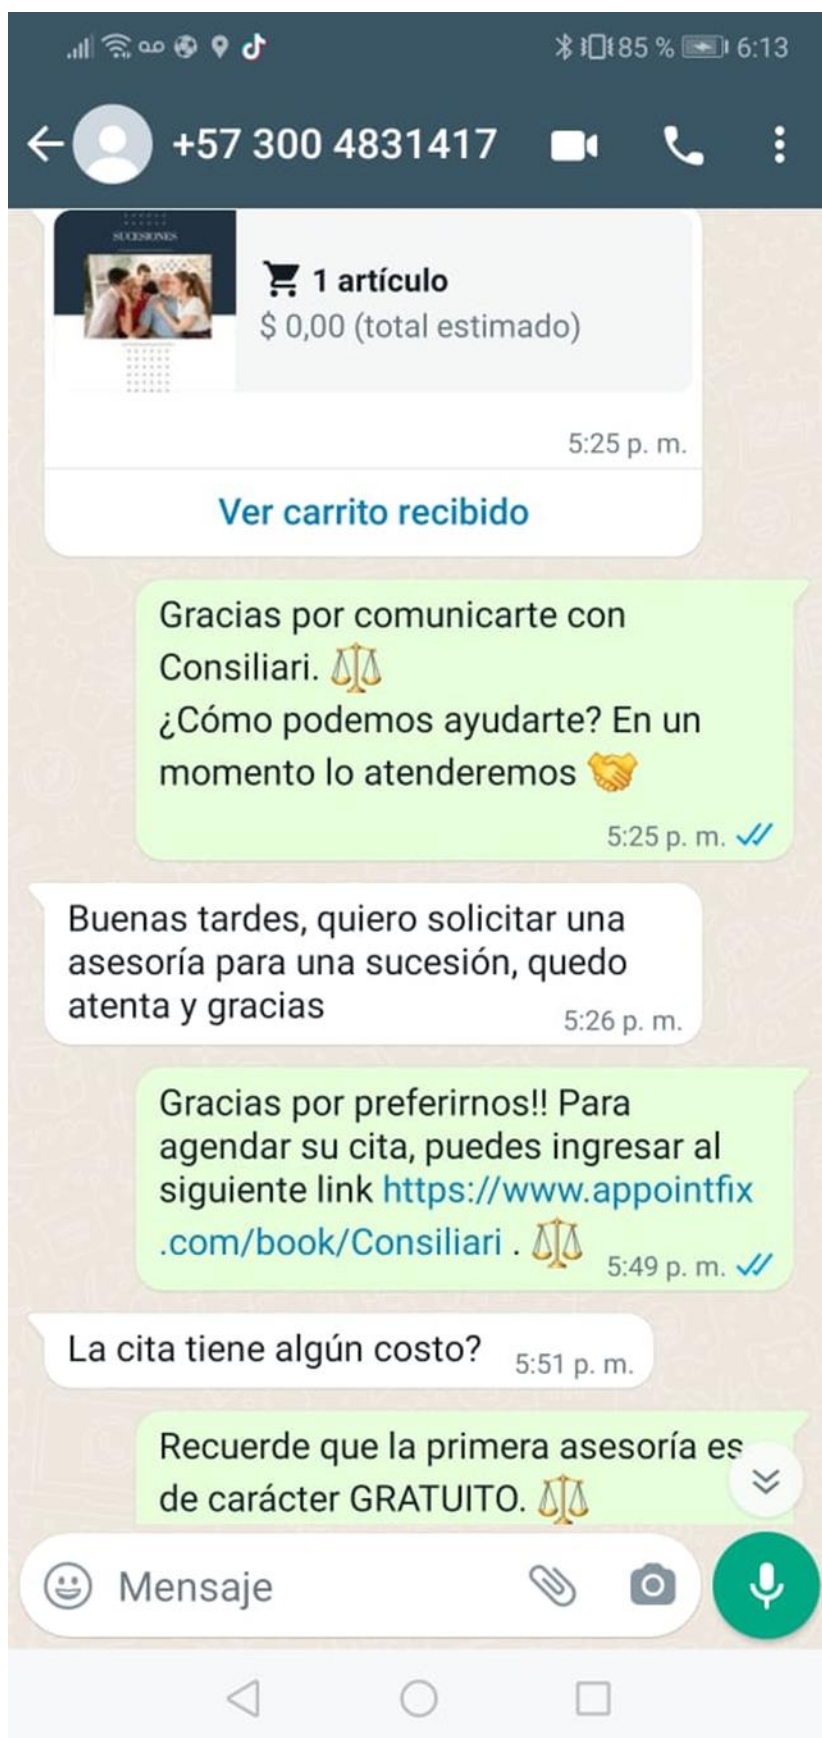 85 % 6:13
+57 300 4831417
SUCESIONES
1 artículo
$ 0,00 (total estimado)
5:25 p. m.
Ver carrito recibido
Gracias por comunicarte con
Consiliari. ⚖️
¿Cómo podemos ayudarte? En un
momento lo atenderemos 🤝
5:25 p. m.
Buenas tardes, quiero solicitar una
asesoría para una sucesión, quedo
atenta y gracias
5:26 p. m.
Gracias por preferirnos!! Para
agendar su cita, puedes ingresar al
siguiente link https://www.appointfix
.com/book/Consiliari . ⚖️
5:49 p. m.
La cita tiene algún costo?
5:51 p. m.
Recuerde que la primera asesoría es
de carácter GRATUITO. ⚖️
Mensaje